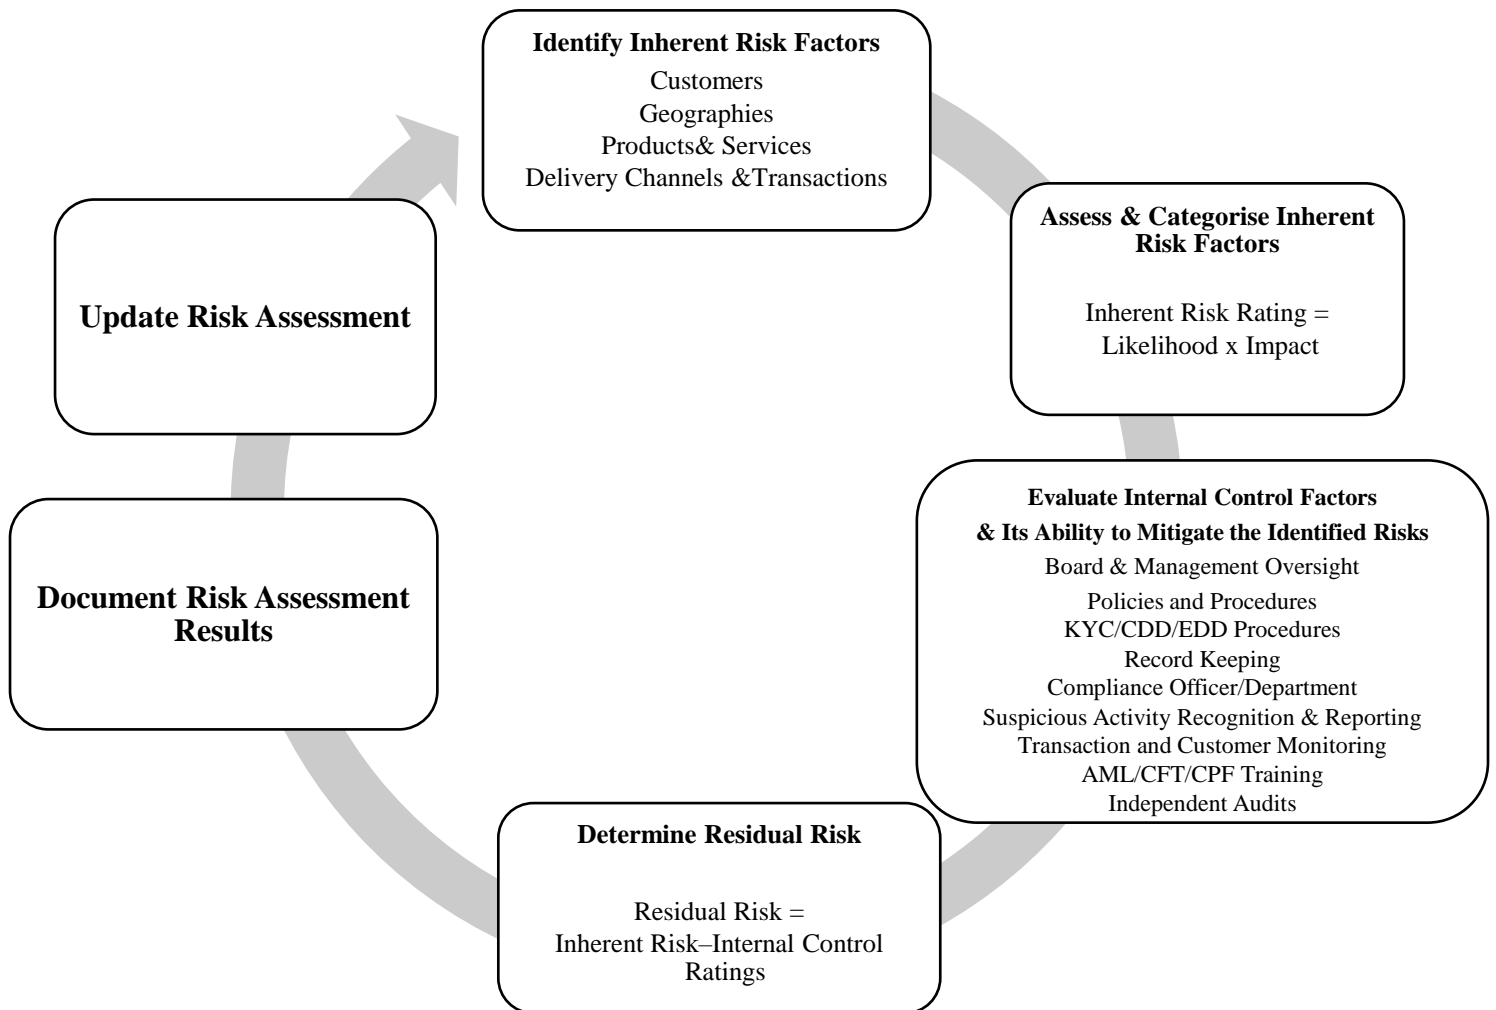 Identify Inherent Risk Factors
Customers
Geographies
Products& Services
Delivery Channels &Transactions
Assess & Categorise Inherent
Risk Factors
Inherent Risk Rating =
Likelihood x Impact
Evaluate Internal Control Factors
& Its Ability to Mitigate the Identified Risks
Board & Management Oversight
Policies and Procedures
KYC/CDD/EDD Procedures
Record Keeping
Compliance Officer/Department
Suspicious Activity Recognition & Reporting
Transaction and Customer Monitoring
AML/CFT/CPF Training
Independent Audits
Determine Residual Risk
Residual Risk =
Inherent Risk–Internal Control
Ratings
Document Risk Assessment
Results
Update Risk Assessment